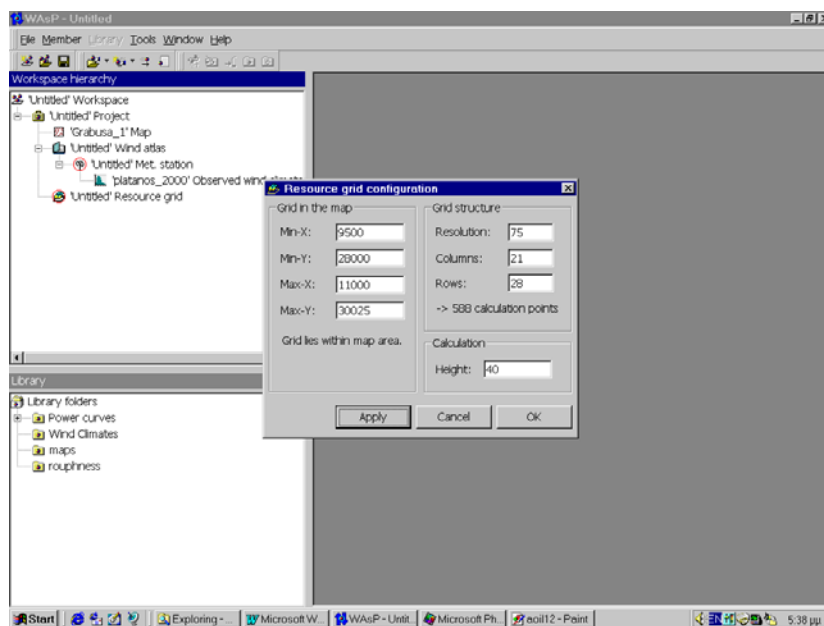 WAsP - Untitled
File Member Library Tools Window Help
Workspace hierarchy
'Untitled' Workspace
'Untitled' Project
'Grabusa_1' Map
'Untitled' Wind atlas
'Untitled' Met. station
'platanos_2000' Observed wind
'Untitled' Resource grid
Resource grid configuration
Grid in the map
Min-X: 9500
Min-Y: 28000
Max-X: 11000
Max-Y: 30025
Grid lies within map area.
Grid structure
Resolution: 75
Columns: 21
Rows: 28
-> 588 calculation points
Calculation
Height: 40
Apply Cancel OK
Library
Library folders
Power curves
Wind Climates
maps
rouphness
Start Exploring - ... Microsoft W... WAsP - Untit... Microsoft Ph... aoil12 - Paint EN 5:38 μμ